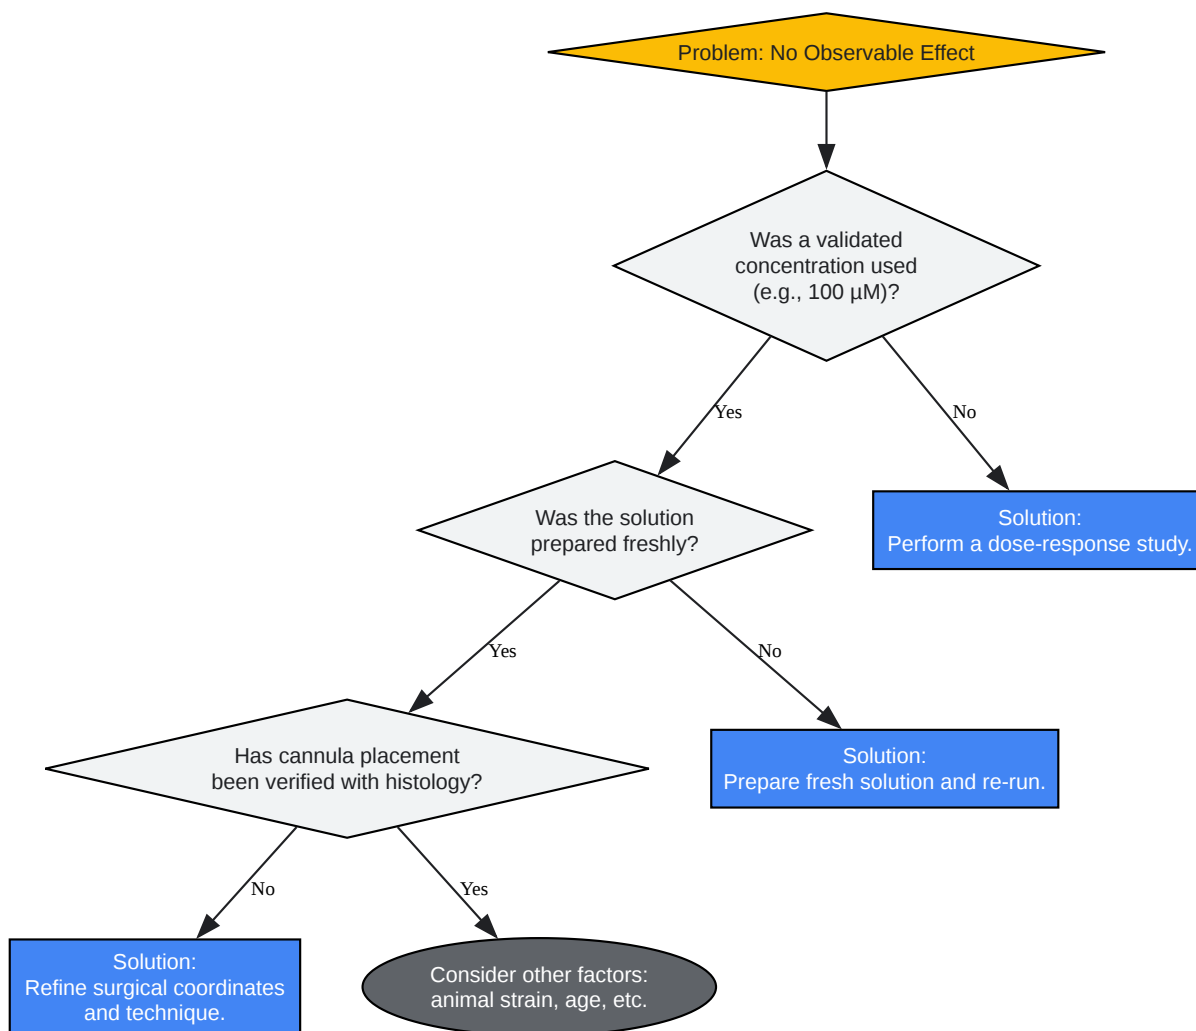 Problem: No Observable Effect
Was a validated
concentration used
(e.g., 100 µM)?
Yes
No
Was the solution
prepared freshly?
Solution:
Perform a dose-response study.
Yes
No
Has cannula placement
been verified with histology?
Solution:
Prepare fresh solution and re-run.
No
Yes
Solution:
Refine surgical coordinates
and technique.
Consider other factors:
animal strain, age, etc.